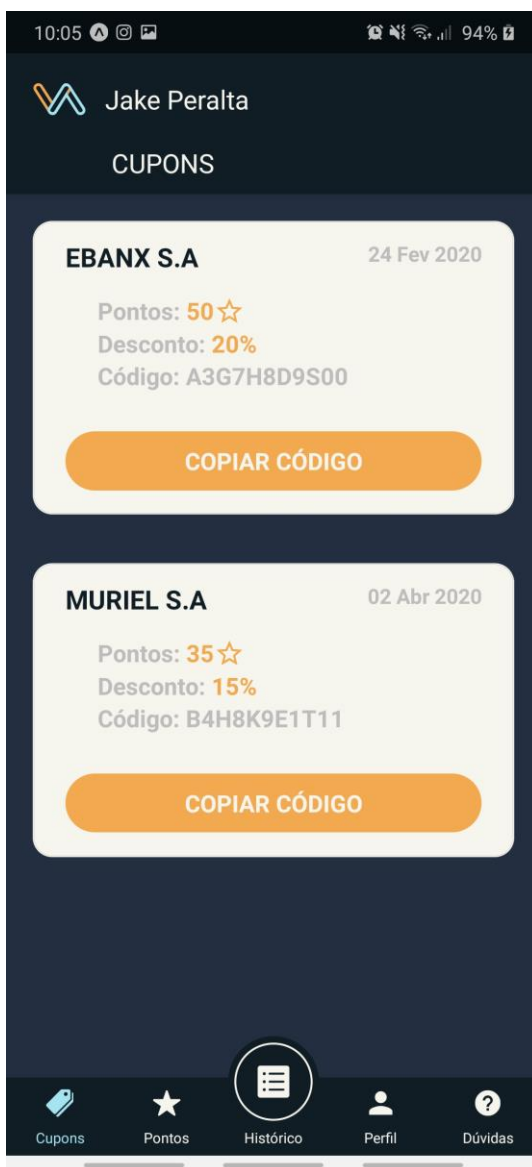 10:05 94%
Jake Peralta
CUPONS
EBANX S.A 24 Fev 2020
Pontos: 50
Desconto: 20%
Código: A3G7H8D9S00
COPIAR CÓDIGO
MURIEL S.A 02 Abr 2020
Pontos: 35
Desconto: 15%
Código: B4H8K9E1T11
COPIAR CÓDIGO
Cupons Pontos Histórico Perfil Dúvidas